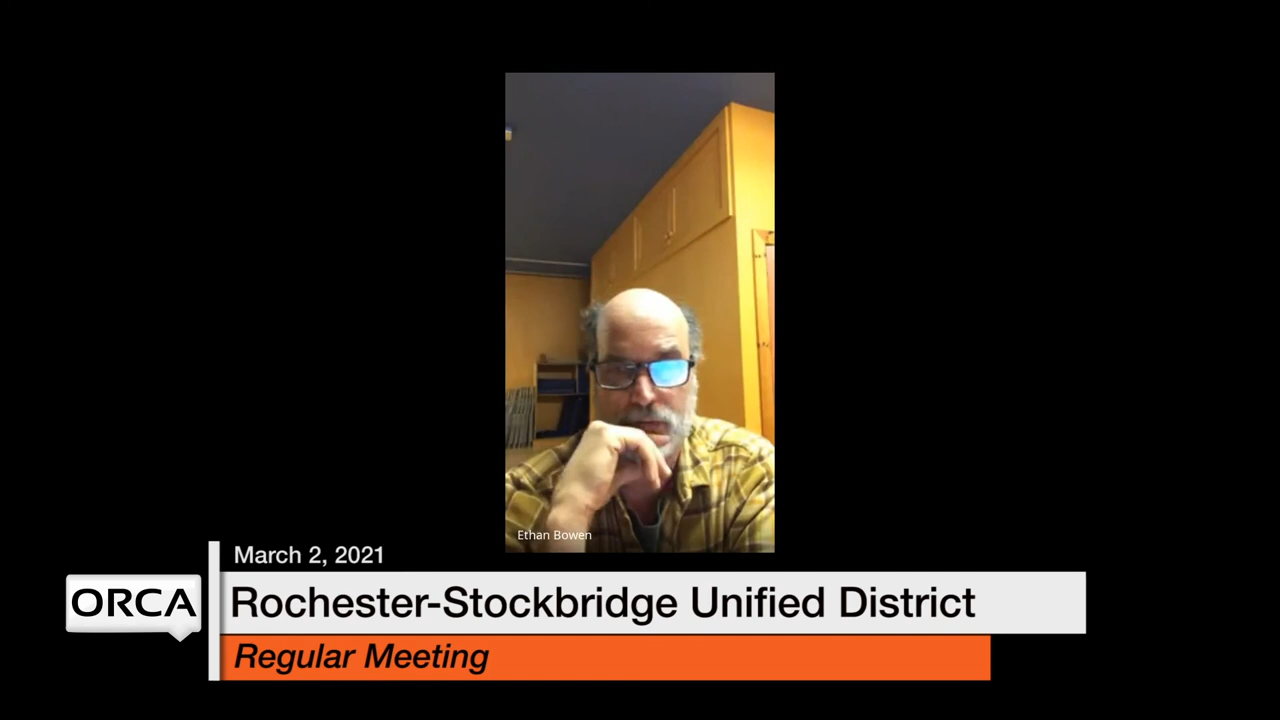 Ethan Bowen
March 2, 2021
ORCA
Rochester-Stockbridge Unified District
Regular Meeting